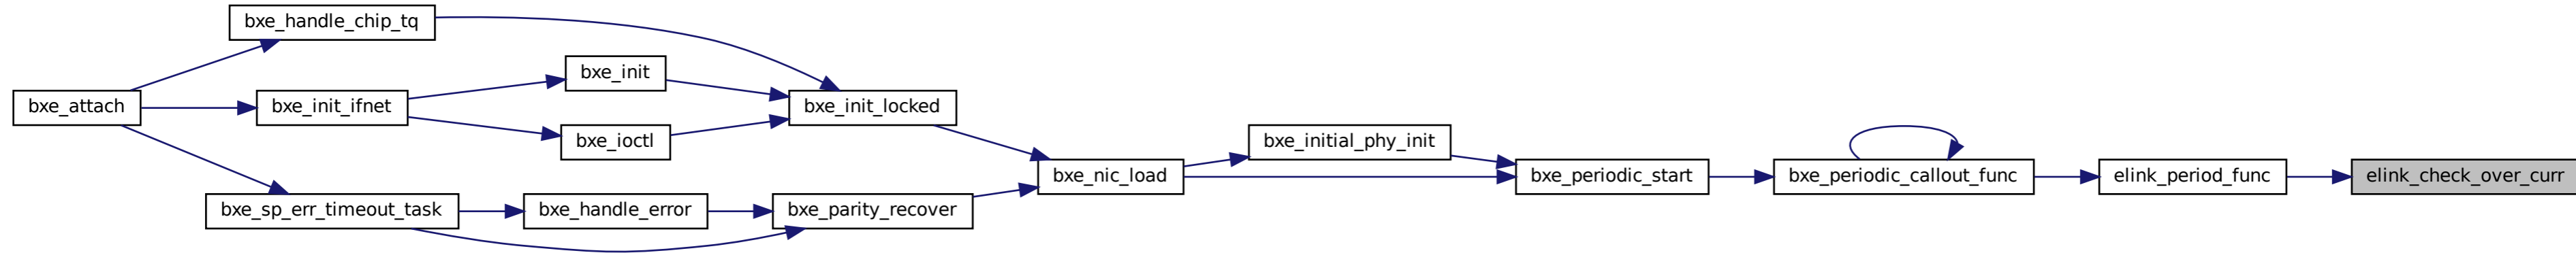 bxe_handle_chip_tq
bxe_init
bxe_attach
bxe_init_ifnet
bxe_init_locked
bxe_ioctl
bxe_initial_phy_init
bxe_nic_load
bxe_periodic_start
bxe_periodic_callout_func
elink_period_func
elink_check_over_curr
bxe_sp_err_timeout_task
bxe_handle_error
bxe_parity_recover